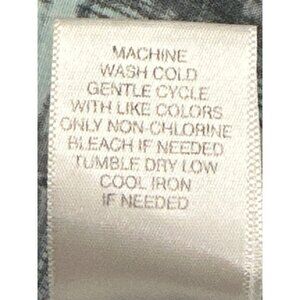 MACHINE
WASH COLD
GENTLE CYCLE
WITH LIKE COLORS
ONLY NON-CHLORINE
BLEACH IF NEEDED
TUMBLE DRY LOW
COOL IRON
IF NEEDED